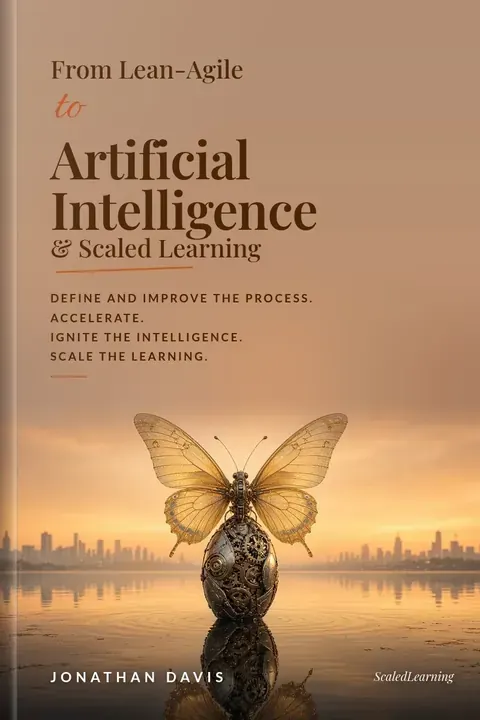 From Lean-Agile
to
Artificial
Intelligence
& Scaled Learning
DEFINE AND IMPROVE THE PROCESS.
ACCELERATE.
IGNITE THE INTELLIGENCE.
SCALE THE LEARNING.
JONATHAN DAVIS
ScaledLearning